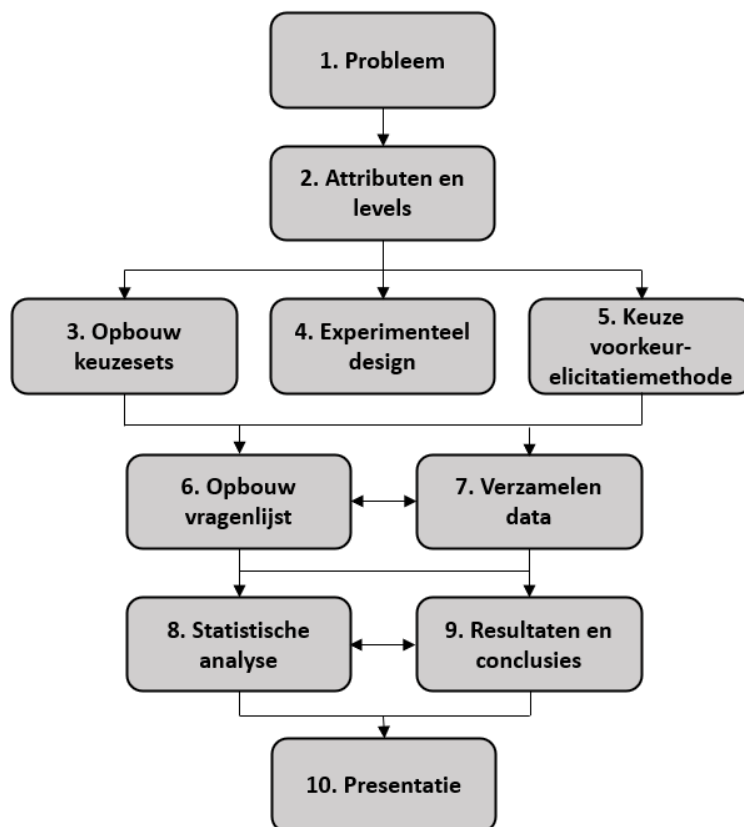 1. Probleem
2. Attributen en
levels
3. Opbouw
keuzesets
4. Experimenteel
design
5. Keuze
voorkeur-
elicitatiemethode
6. Opbouw
vragenlijst
7. Verzamelen
data
8. Statistische
analyse
9. Resultaten en
conclusies
10. Presentatie